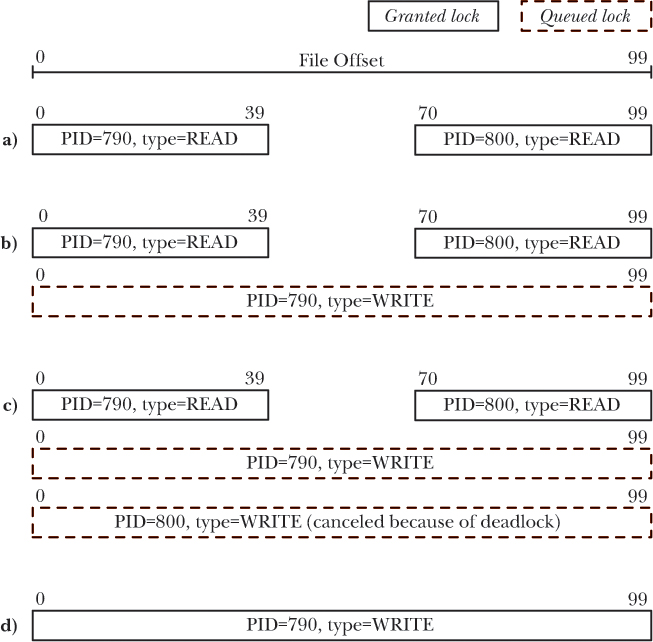 Granted lock Queued lock
0 File Offset 99
0 39 70 99
a) PID=790, type=READ PID=800, type=READ
0 39 70 99
b) PID=790, type=READ PID=800, type=READ
0 99
PID=790, type=WRITE
0 39 70 99
c) PID=790, type=READ PID=800, type=READ
0 99
PID=790, type=WRITE
0 99
PID=800, type=WRITE (canceled because of deadlock)
0 99
d) PID=790, type=WRITE